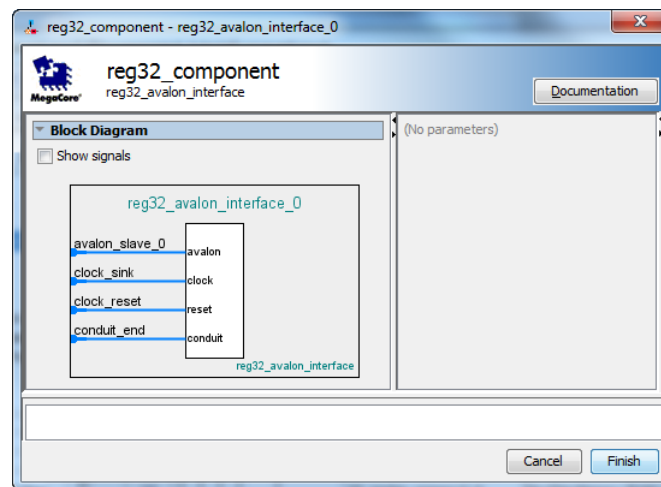 reg32_component - reg32_avalon_interface_0
MegaCore®
reg32_component
reg32_avalon_interface
Documentation
Block Diagram
Show signals
reg32_avalon_interface_0
avalon_slave_0
avalon
clock_sink
clock
clock_reset
reset
conduit_end
conduit
reg32_avalon_interface
(No parameters)
Cancel
Finish